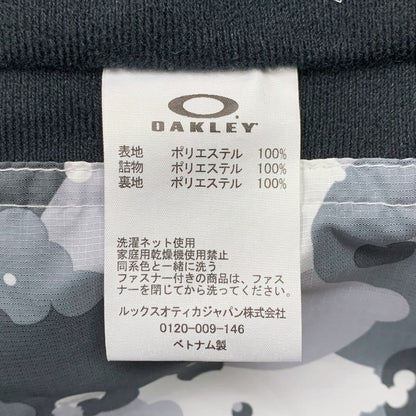 OAKLEY
表地 ポリエステル 100%
詰物 ポリエステル 100%
裏地 ポリエステル 100%
洗濯ネット使用
家庭用乾燥機使用禁止
同系色と一緒に洗う
ファスナー付きの商品は、ファスナー
を閉じてから洗ってください。
ルックスオティカジャパン株式会社
0120-009-146
ベトナム製